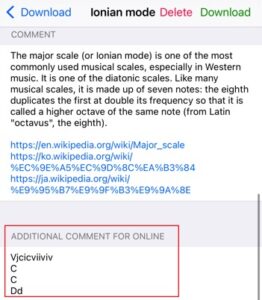 Download Ionian mode Delete Download
COMMENT
The major scale (or Ionian mode) is one of the most
commonly used musical scales, especially in Western
music. It is one of the diatonic scales. Like many
musical scales, it is made up of seven notes: the eighth
duplicates the first at double its frequency so that it is
called a higher octave of the same note (from Latin
"octavus", the eighth).
https://en.wikipedia.org/wiki/Major_scale
https://ko.wikipedia.org/wiki/
%EC%9E%A5%EC%9D%8C%EA%B3%84
https://ja.wikipedia.org/wiki/
%E9%95%B7%E9%9F%B3%E9%9A%8E
ADDITIONAL COMMENT FOR ONLINE
Vjcicviiviv
C
C
Dd